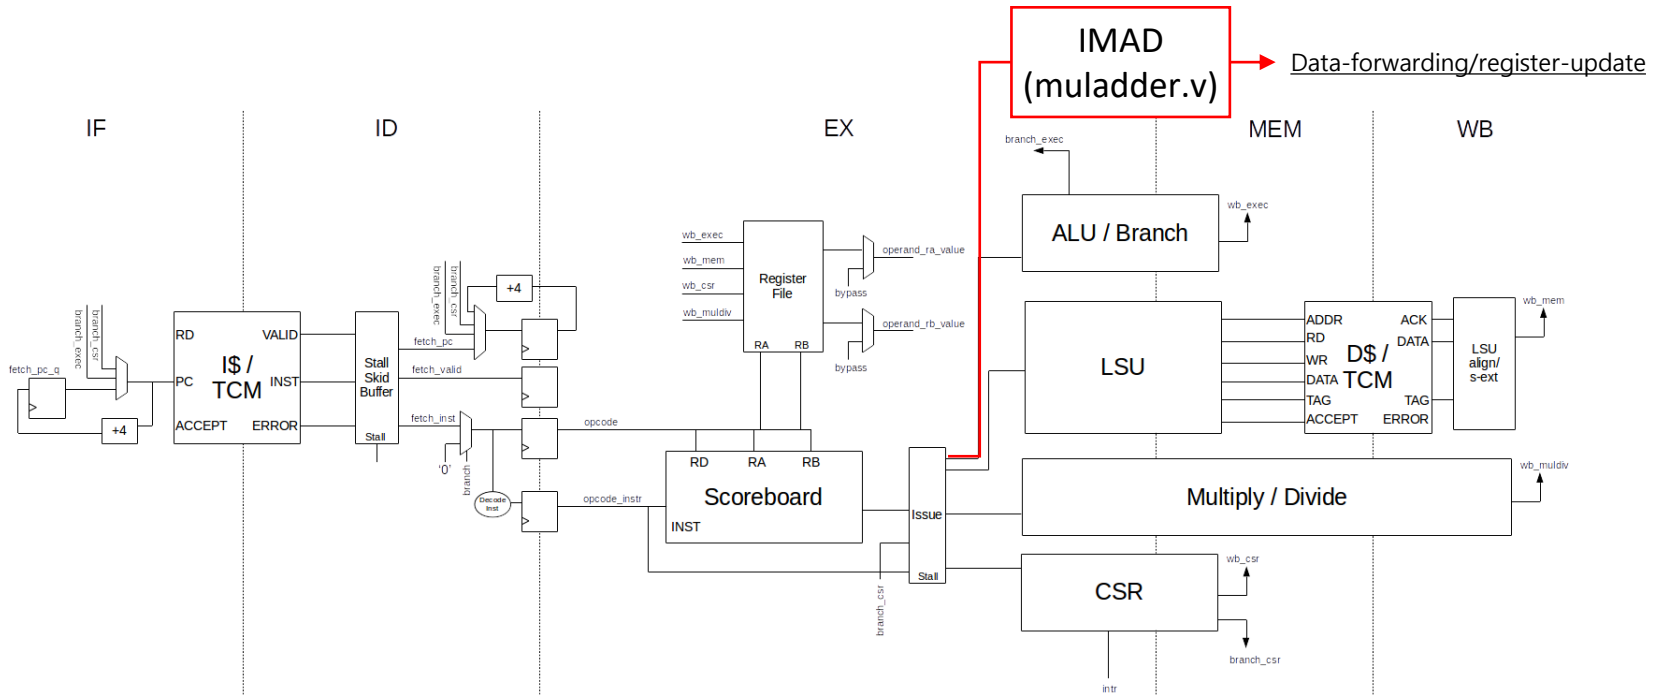 IMAD
(muladder.v)
Data-forwarding/register-update
IF
ID
EX
MEM
WB
branch_csr
branch_exec
fetch_pc_q
+4
RD
VALID
I$ /
TCM
PC
INST
ACCEPT
ERROR
Stall
Skid
Buffer
Stall
branch_csr
branch_exec
+4
fetch_pc
fetch_valid
fetch_inst
'0'
branch
Decode
Inst
opcode
opcode_instr
wb_exec
wb_mem
wb_csr
wb_muldiv
Register
File
RA
RB
bypass
operand_ra_value
operand_rb_value
bypass
RD
RA
RB
Scoreboard
INST
Issue
Stall
branch_csr
branch_exec
ALU / Branch
wb_exec
LSU
ADDR
RD
WR
DATA
TAG
ACCEPT
D$ /
TCM
ACK
DATA
TAG
ERROR
LSU
align/
s-ext
wb_mem
Multiply / Divide
wb_muldiv
CSR
wb_csr
branch_csr
intr